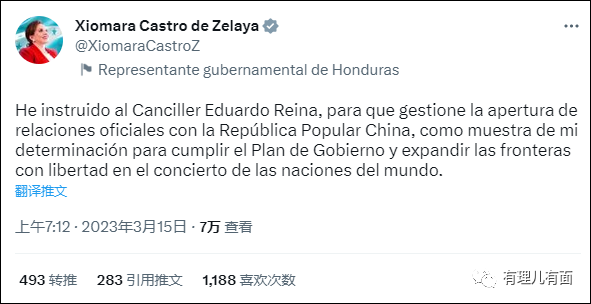 Xiomara Castro de Zelaya
@XiomaraCastroZ
Representante gubernamental de Honduras
He instruido al Canciller Eduardo Reina, para que gestione la apertura de
relaciones oficiales con la República Popular China, como muestra de mi
determinación para cumplir el Plan de Gobierno y expandir las fronteras
con libertad en el concierto de las naciones del mundo.
翻译推文
上午7:12 · 2023年3月15日 · 7万 查看
493 转推 283 引用推文 1,188 喜欢次数
有理儿有面